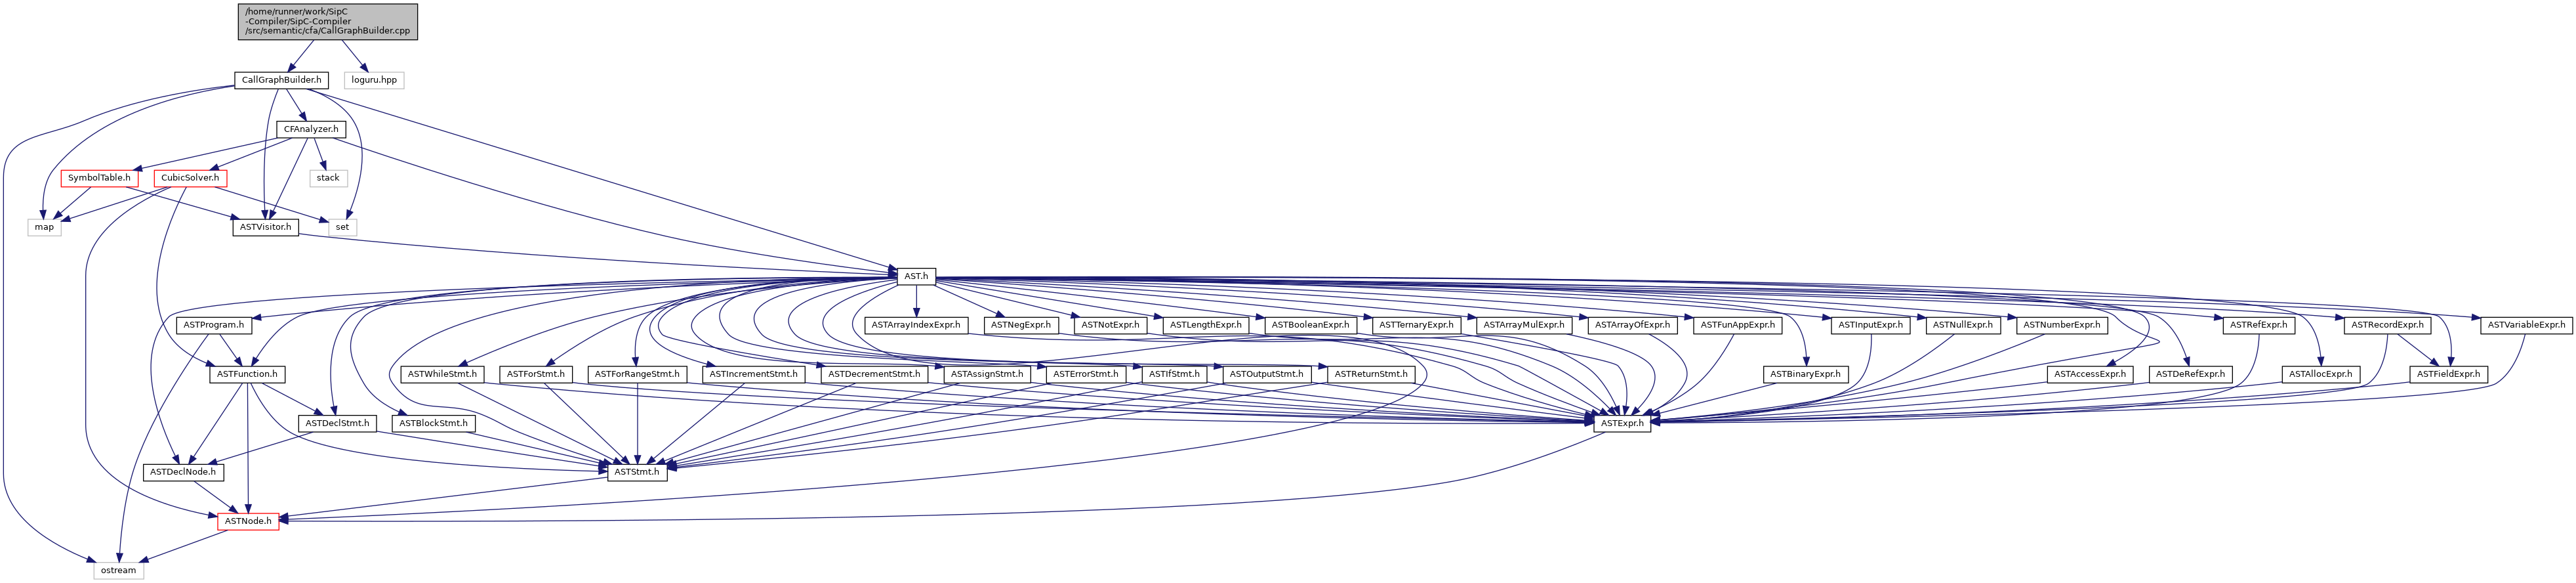 /home/runner/work/SipC
-Compiler/SipC-Compiler
/src/semantic/cfa/CallGraphBuilder.cpp
CallGraphBuilder.h
loguru.hpp
CFAnalyzer.h
SymbolTable.h
CubicSolver.h
stack
map
ASTVisitor.h
set
AST.h
ASTProgram.h
ASTArrayIndexExpr.h
ASTNegExpr.h
ASTNotExpr.h
ASTLengthExpr.h
ASTBooleanExpr.h
ASTTernaryExpr.h
ASTArrayMulExpr.h
ASTArrayOfExpr.h
ASTFunAppExpr.h
ASTInputExpr.h
ASTNullExpr.h
ASTNumberExpr.h
ASTRefExpr.h
ASTRecordExpr.h
ASTVariableExpr.h
ASTFunction.h
ASTWhileStmt.h
ASTForStmt.h
ASTForRangeStmt.h
ASTIncrementStmt.h
ASTDecrementStmt.h
ASTAssignStmt.h
ASTErrorStmt.h
ASTIfStmt.h
ASTOutputStmt.h
ASTReturnStmt.h
ASTBinaryExpr.h
ASTAccessExpr.h
ASTDeRefExpr.h
ASTAllocExpr.h
ASTFieldExpr.h
ASTDeclStmt.h
ASTBlockStmt.h
ASTExpr.h
ASTDeclNode.h
ASTStmt.h
ASTNode.h
ostream